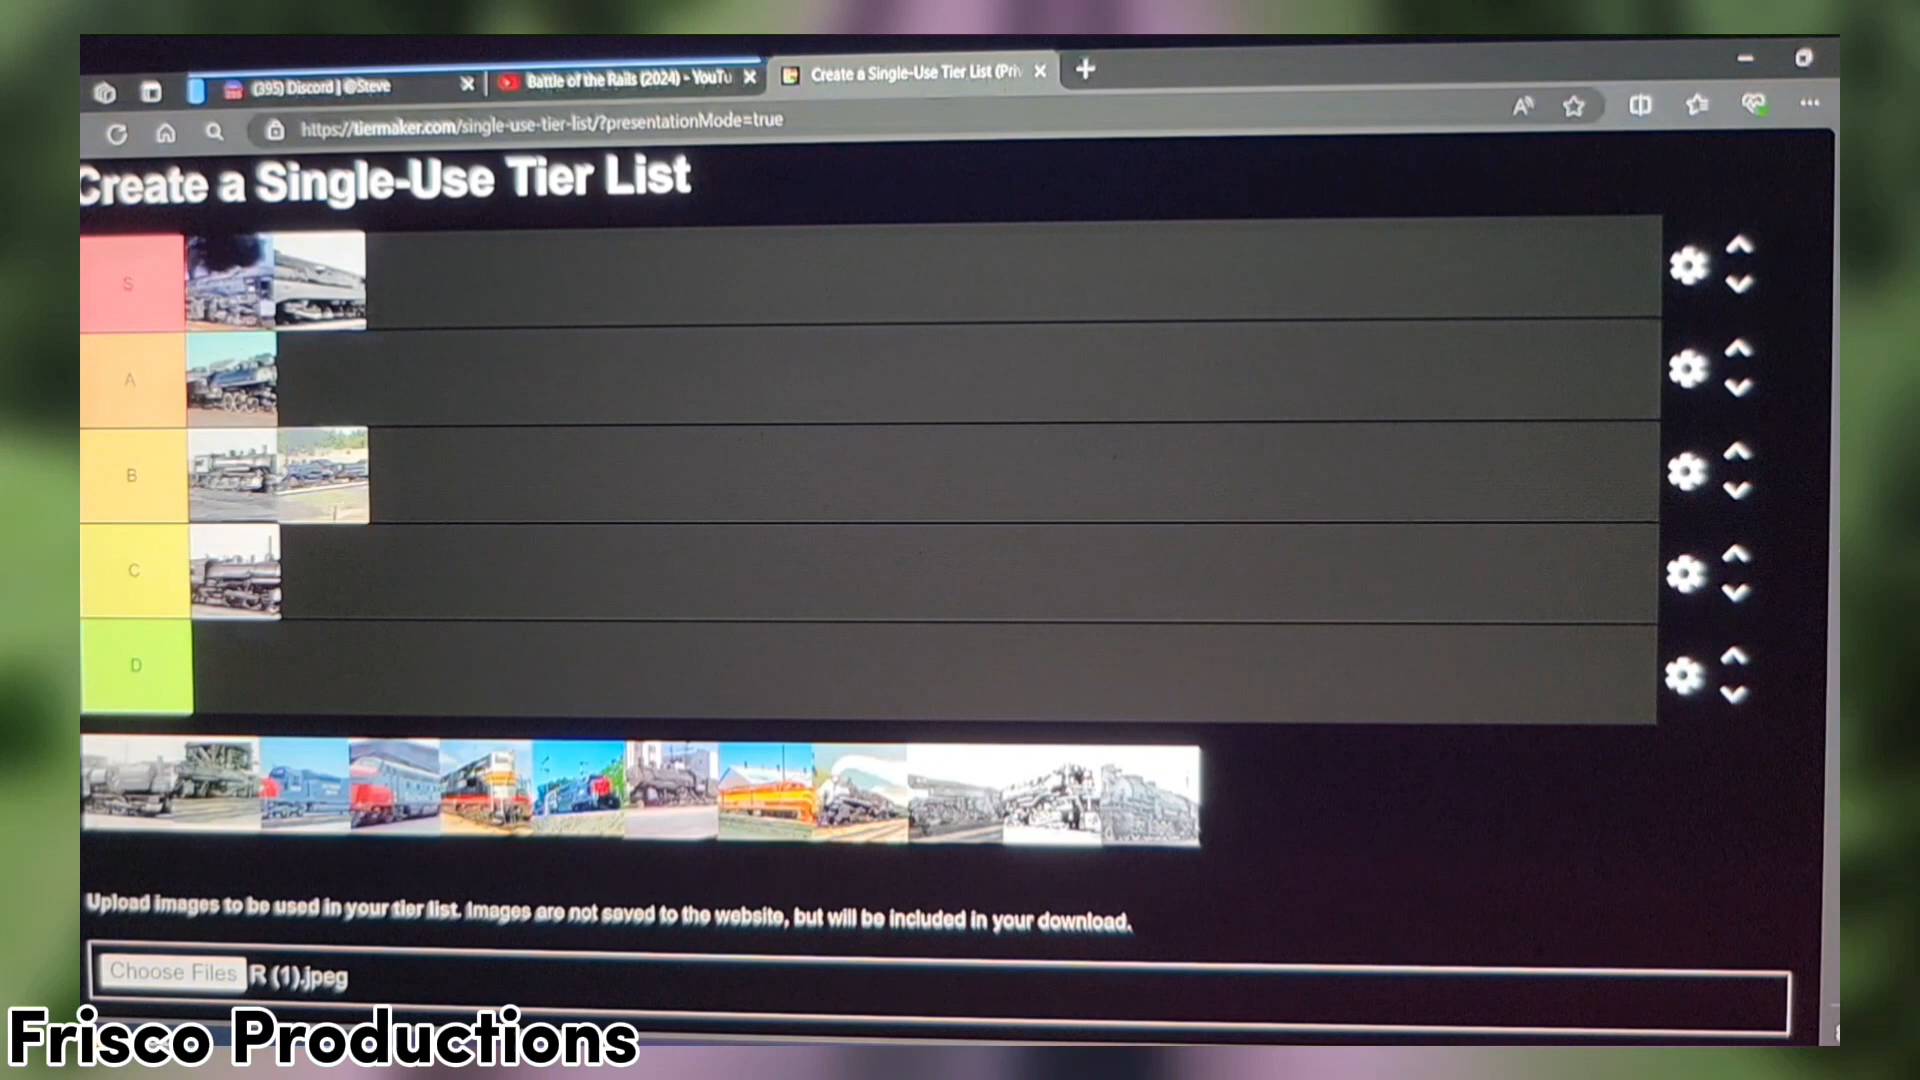 (395) Discord | @Steve
Battle of the Rails (2024) - YouTu
Create a Single-Use Tier List (Priv
https://tiermaker.com/single-use-tier-list/?presentationMode=true
Create a Single-Use Tier List
S
A
B
C
D
Upload images to be used in your tier list. Images are not saved to the website, but will be included in your download.
Choose Files R (1).jpeg
Frisco Productions